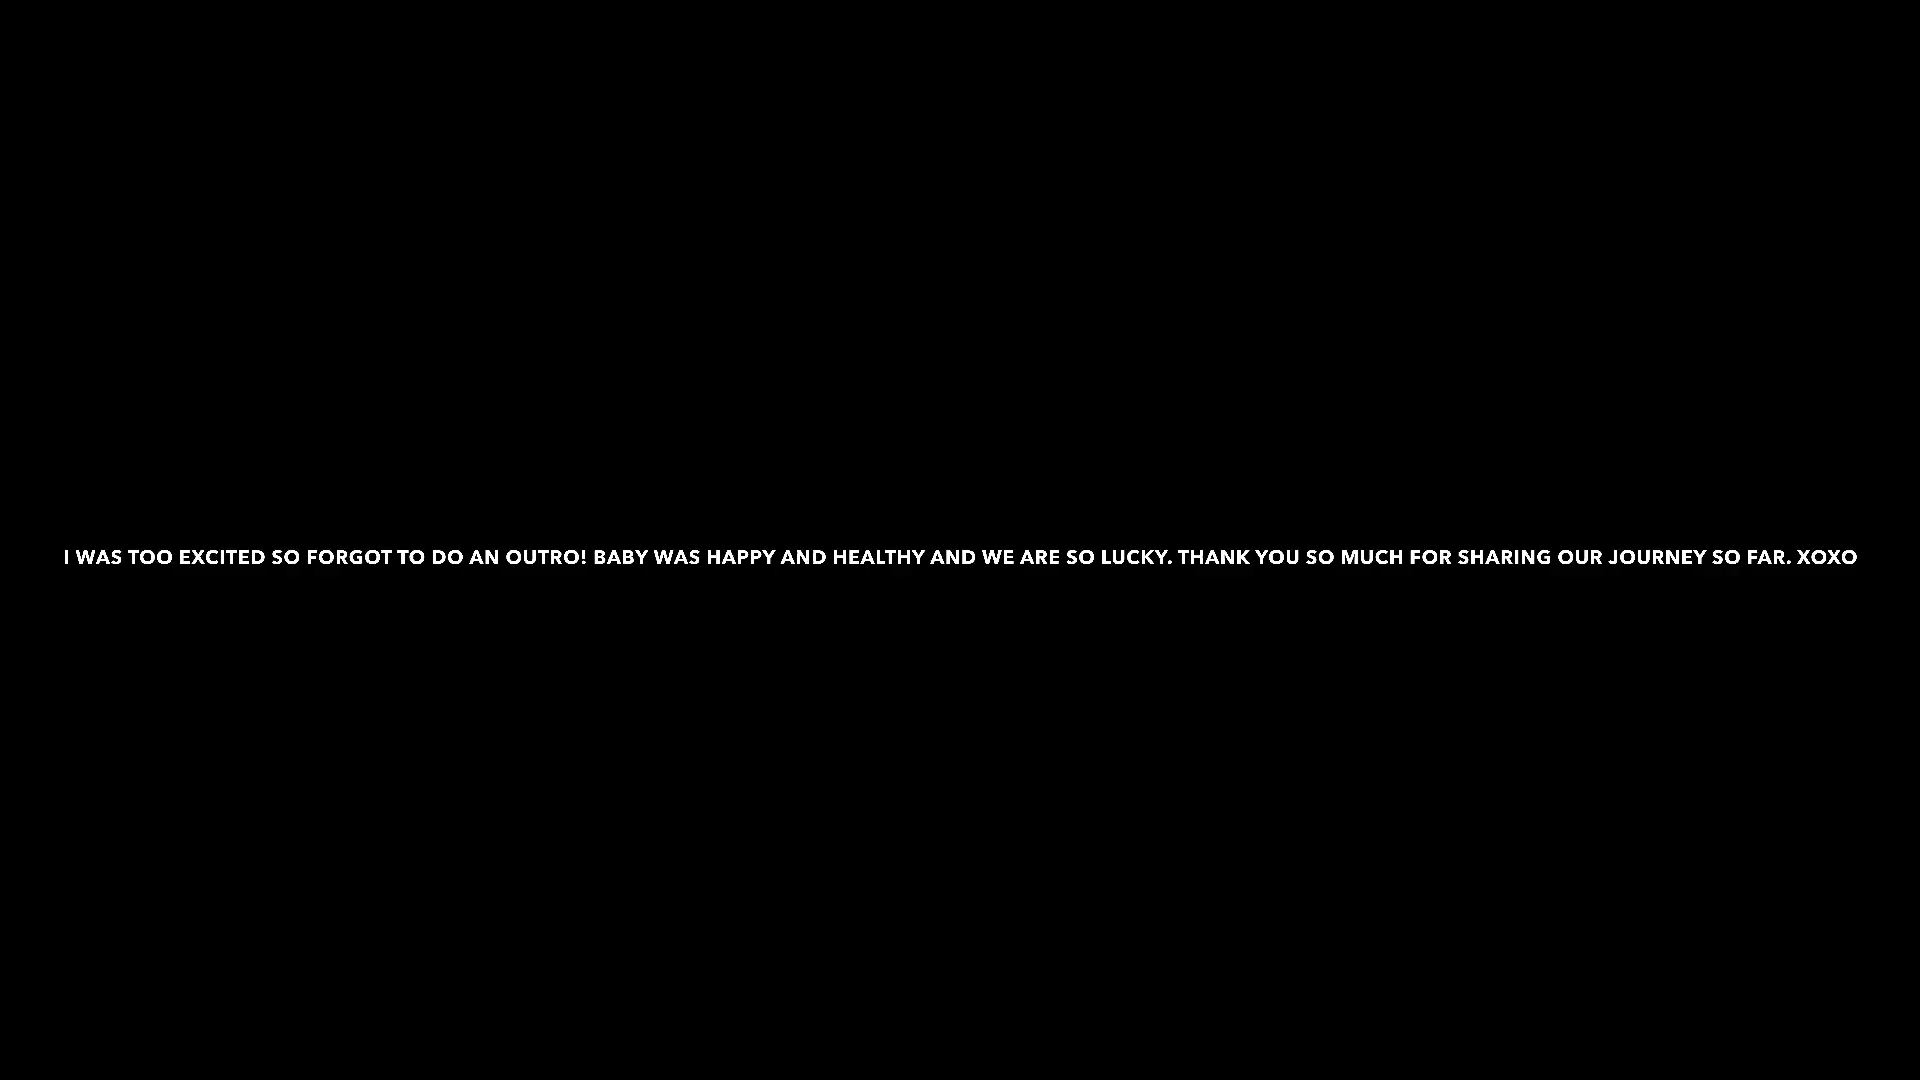 I WAS TOO EXCITED SO FORGOT TO DO AN OUTRO! BABY WAS HAPPY AND HEALTHY AND WE ARE SO LUCKY. THANK YOU SO MUCH FOR SHARING OUR JOURNEY SO FAR. XOXO